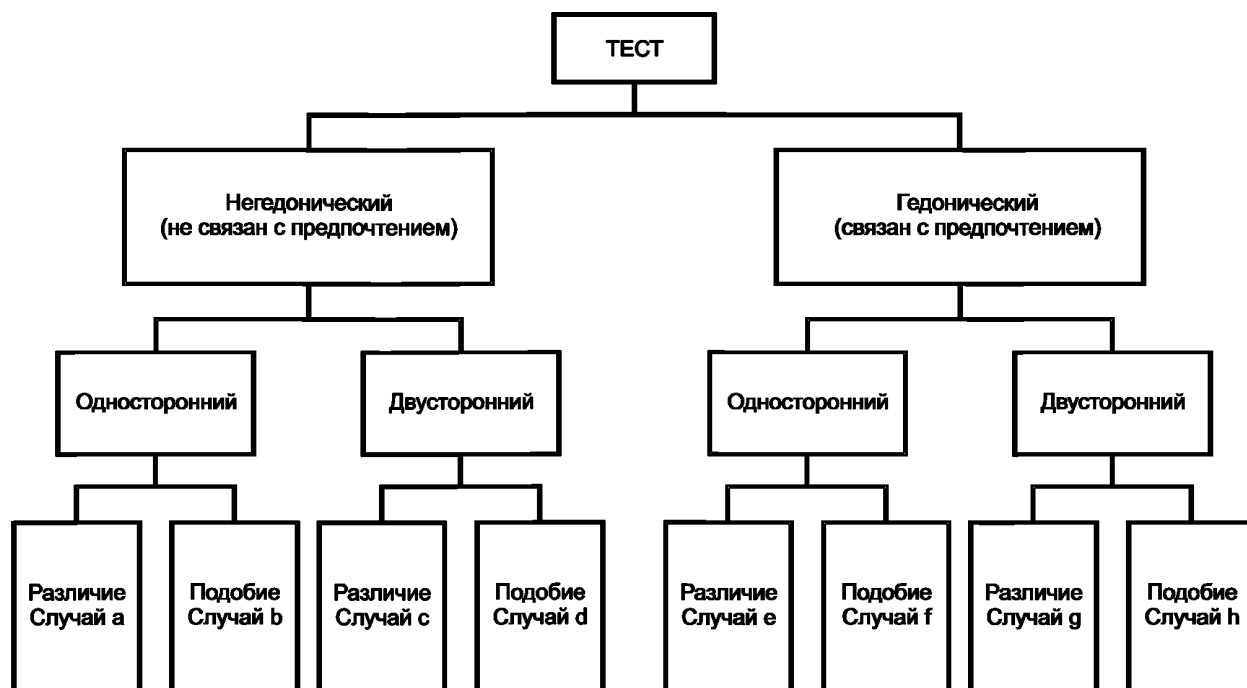 ТЕСТ
Негедонический
(не связан с предпочтением)
Гедонический
(связан с предпочтением)
Односторонний
Двусторонний
Односторонний
Двусторонний
Различие
Случай a
Подобие
Случай b
Различие
Случай c
Подобие
Случай d
Различие
Случай e
Подобие
Случай f
Различие
Случай g
Подобие
Случай h